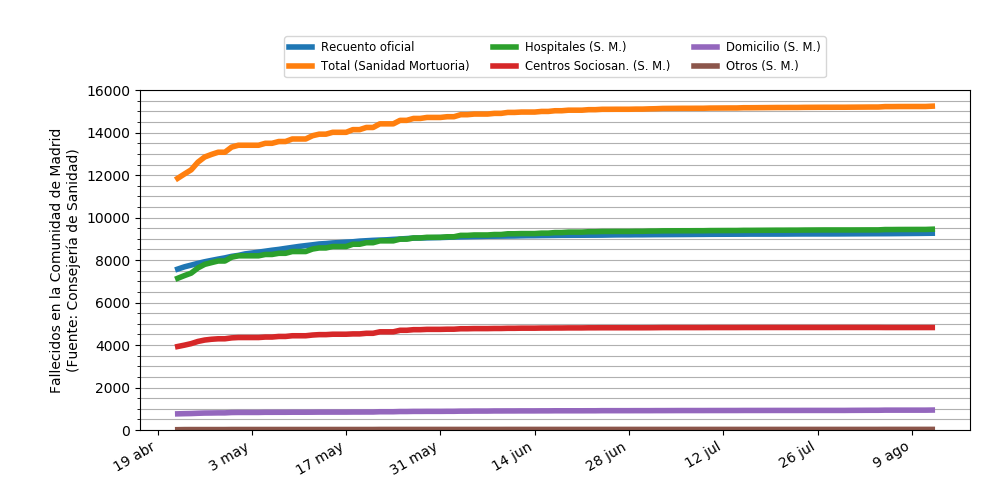 Recuento oficial
Total (Sanidad Mortuoria)
Hospitales (S. M.)
Centros Sociosan. (S. M.)
Domicilio (S. M.)
Otros (S. M.)
Fallecidos en la Comunidad de Madrid
(Fuente: Consejería de Sanidad)
16000
14000
12000
10000
8000
6000
4000
2000
0
19 abr
3 may
17 may
31 may
14 jun
28 jun
12 jul
26 jul
9 ago